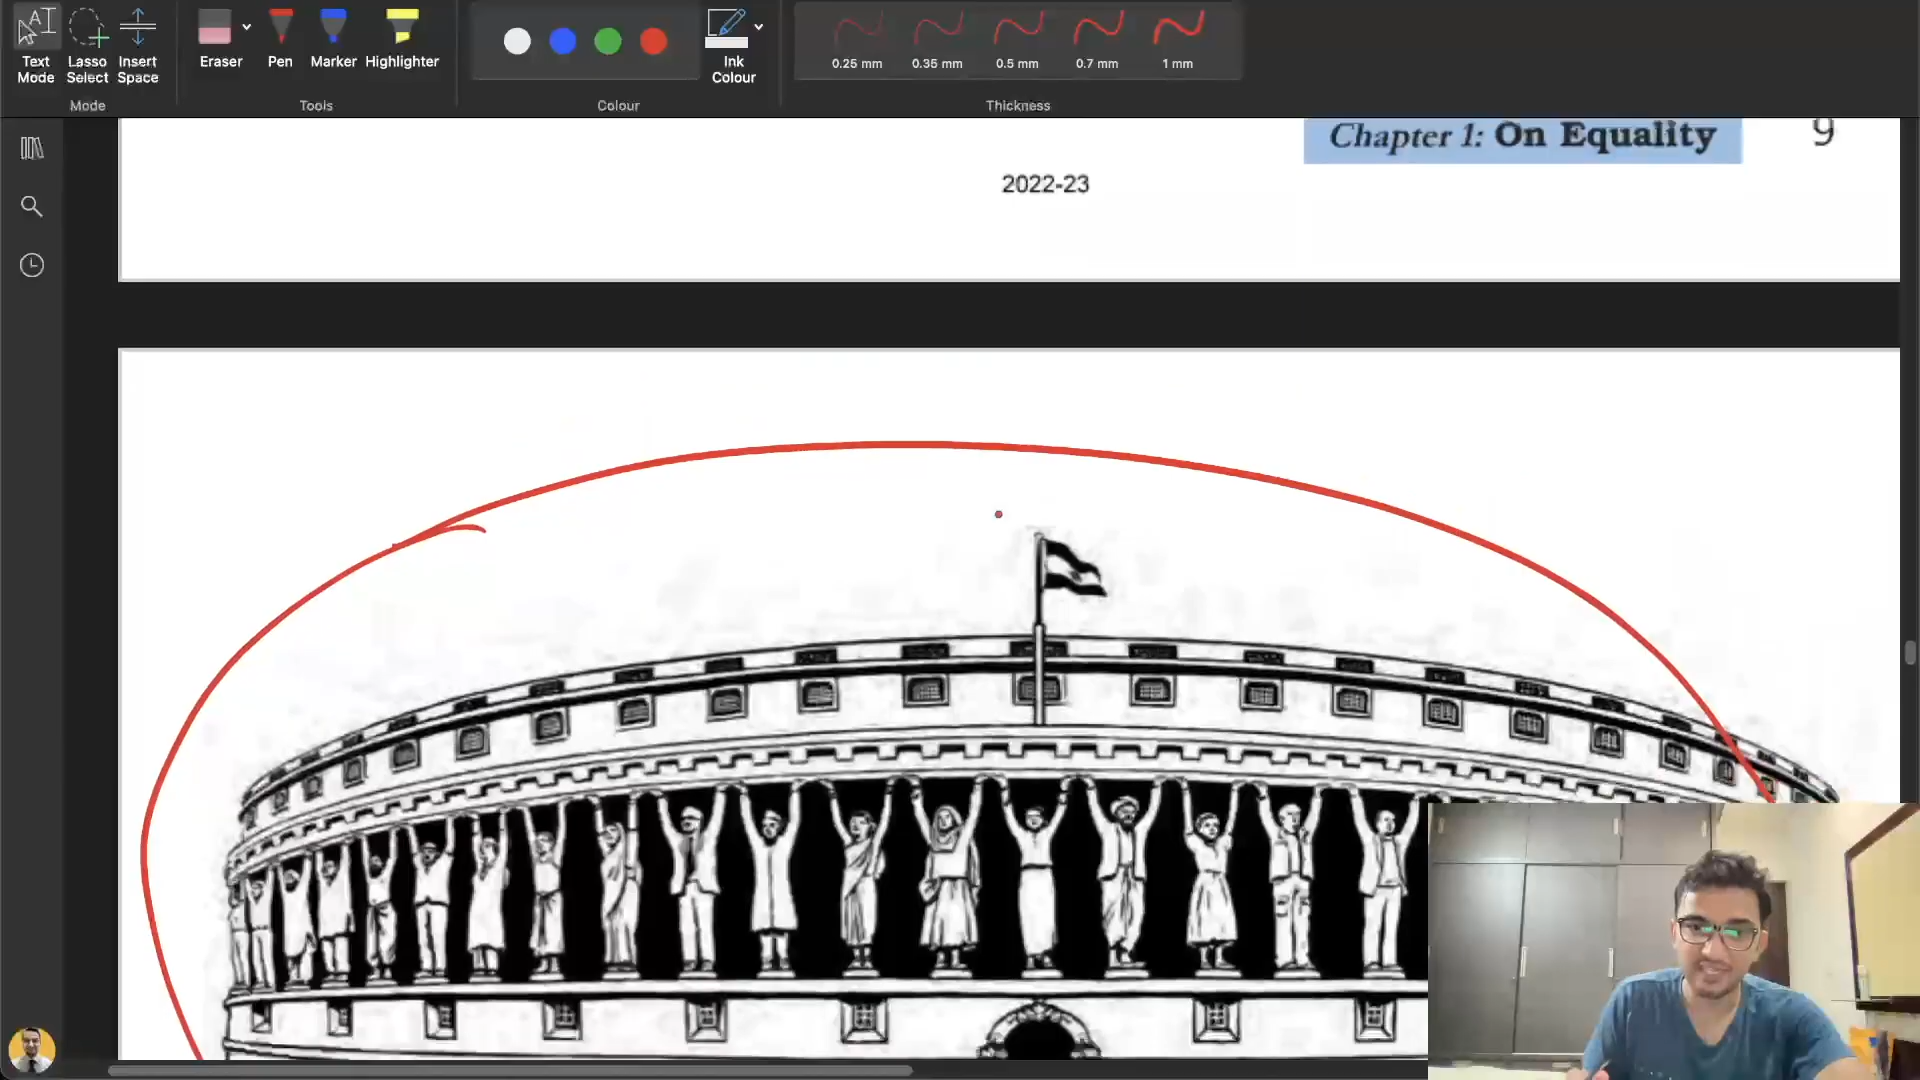 Text
Mode
Lasso
Select
Insert
Space
Eraser
Pen
Marker
Highlighter
Ink
Colour
0.25 mm
0.35 mm
0.5 mm
0.7 mm
1 mm
Mode
Tools
Colour
Thickness
Chapter 1: On Equality 9
2022-23